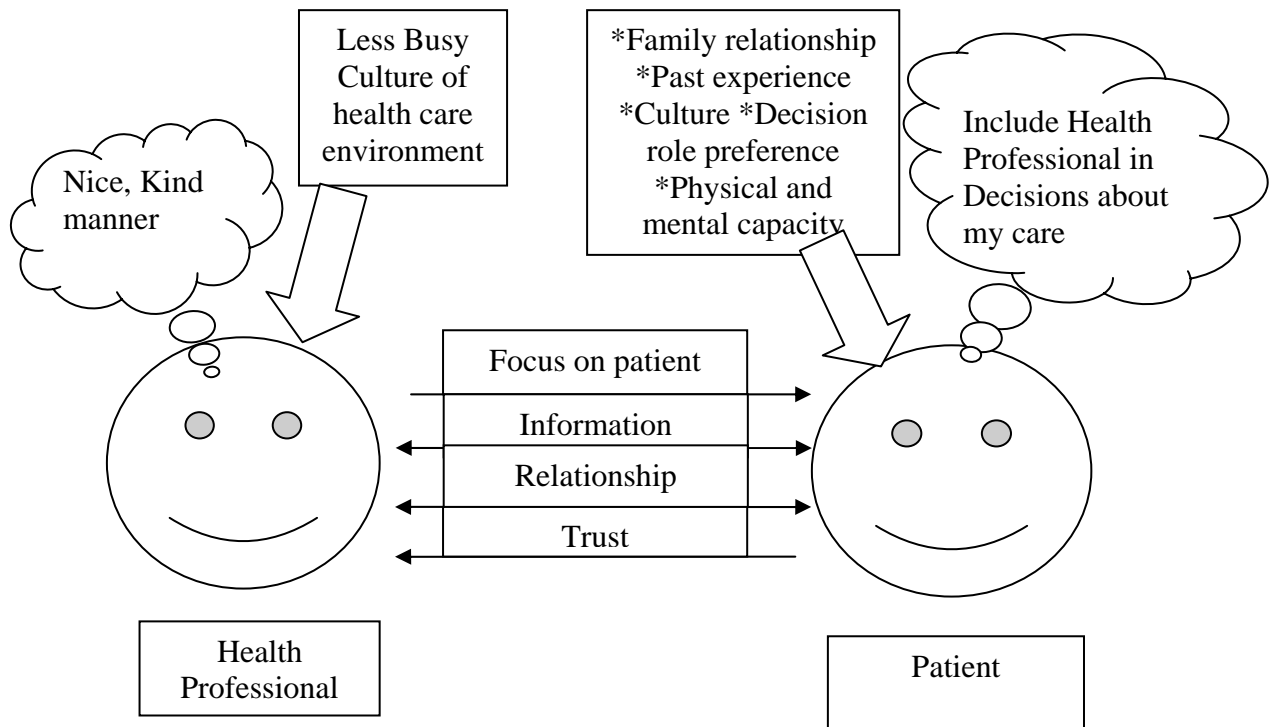 Less Busy
Culture of
health care
environment
*Family relationship
*Past experience
*Culture *Decision
role preference
*Physical and
mental capacity
Include Health
Professional in
Decisions about
my care
Nice, Kind
manner
Focus on patient
Information
Relationship
Trust
Health
Professional
Patient